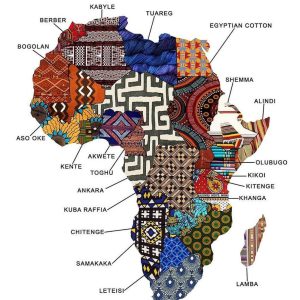 KABYLE
TUAREG
BERBER
EGYPTIAN COTTON
BOGOLAN
SHEMMA
ALINDI
ASO OKE
KENTE
AKWETE
TOGHU
OLUBUGO
KIKOI
ANKARA
KITENGE
KUBA RAFFIA
KHANGA
CHITENGE
SAMAKAKA
LAMBA
LETEISI